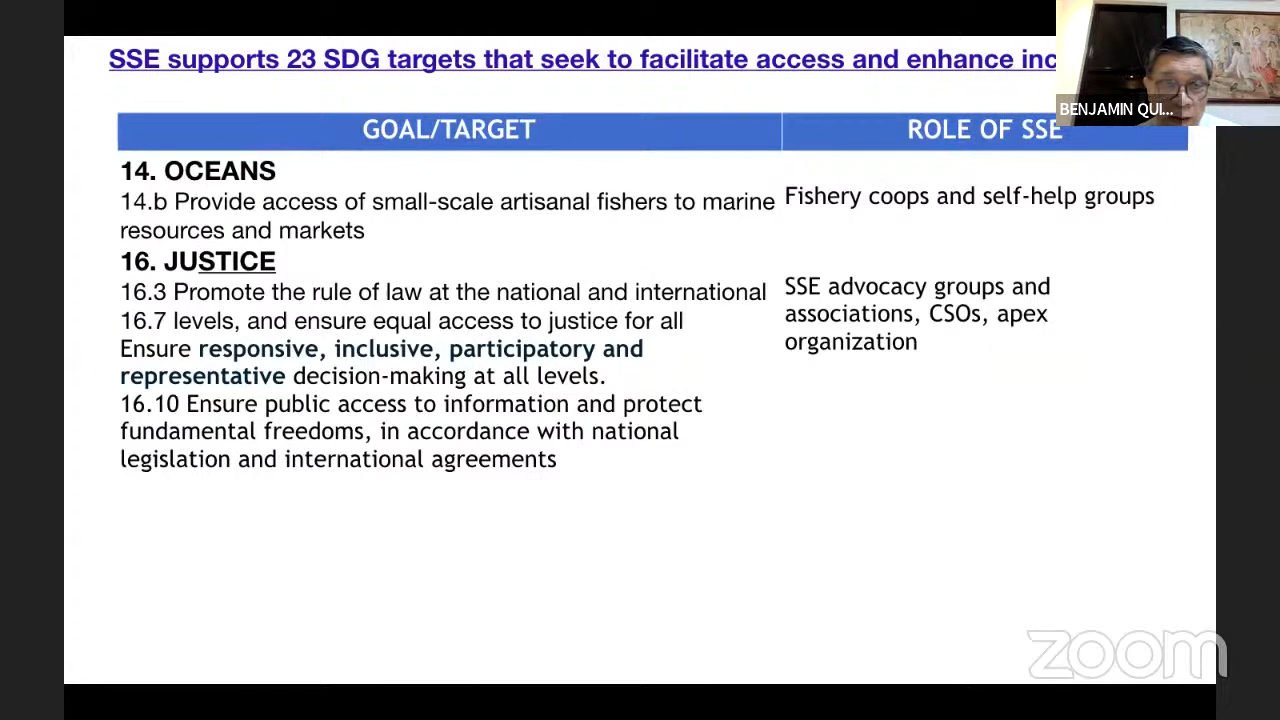 SSE supports 23 SDG targets that seek to facilitate access and enhance inc
BENJAMIN QUI...
GOAL/TARGET
ROLE OF SSE
14. OCEANS
14.b Provide access of small-scale artisanal fishers to marine
resources and markets
Fishery coops and self-help groups
16. JUSTICE
16.3 Promote the rule of law at the national and international
16.7 levels, and ensure equal access to justice for all
Ensure responsive, inclusive, participatory and
representative decision-making at all levels.
16.10 Ensure public access to information and protect
fundamental freedoms, in accordance with national
legislation and international agreements
SSE advocacy groups and
associations, CSOs, apex
organization
zoom